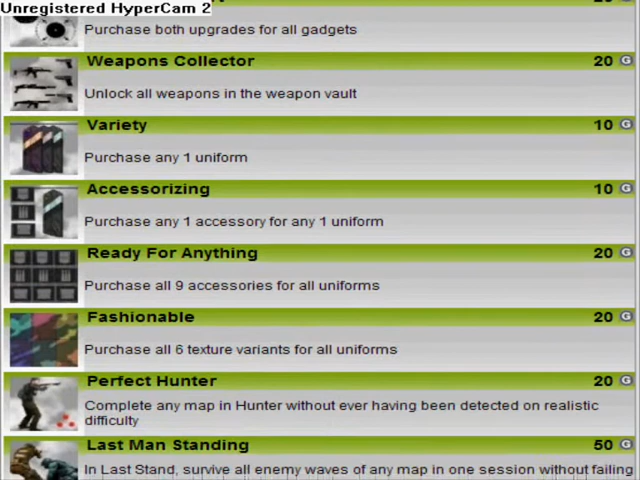 Unregistered HyperCam 2
Purchase both upgrades for all gadgets
Weapons Collector 20 G
Unlock all weapons in the weapon vault
Variety 10 G
Purchase any 1 uniform
Accessorizing 10 G
Purchase any 1 accessory for any 1 uniform
Ready For Anything 20 G
Purchase all 9 accessories for all uniforms
Fashionable 20 G
Purchase all 6 texture variants for all uniforms
Perfect Hunter 20 G
Complete any map in Hunter without ever having been detected on realistic
difficulty
Last Man Standing 50 G
In Last Stand, survive all enemy waves of any map in one session without failing